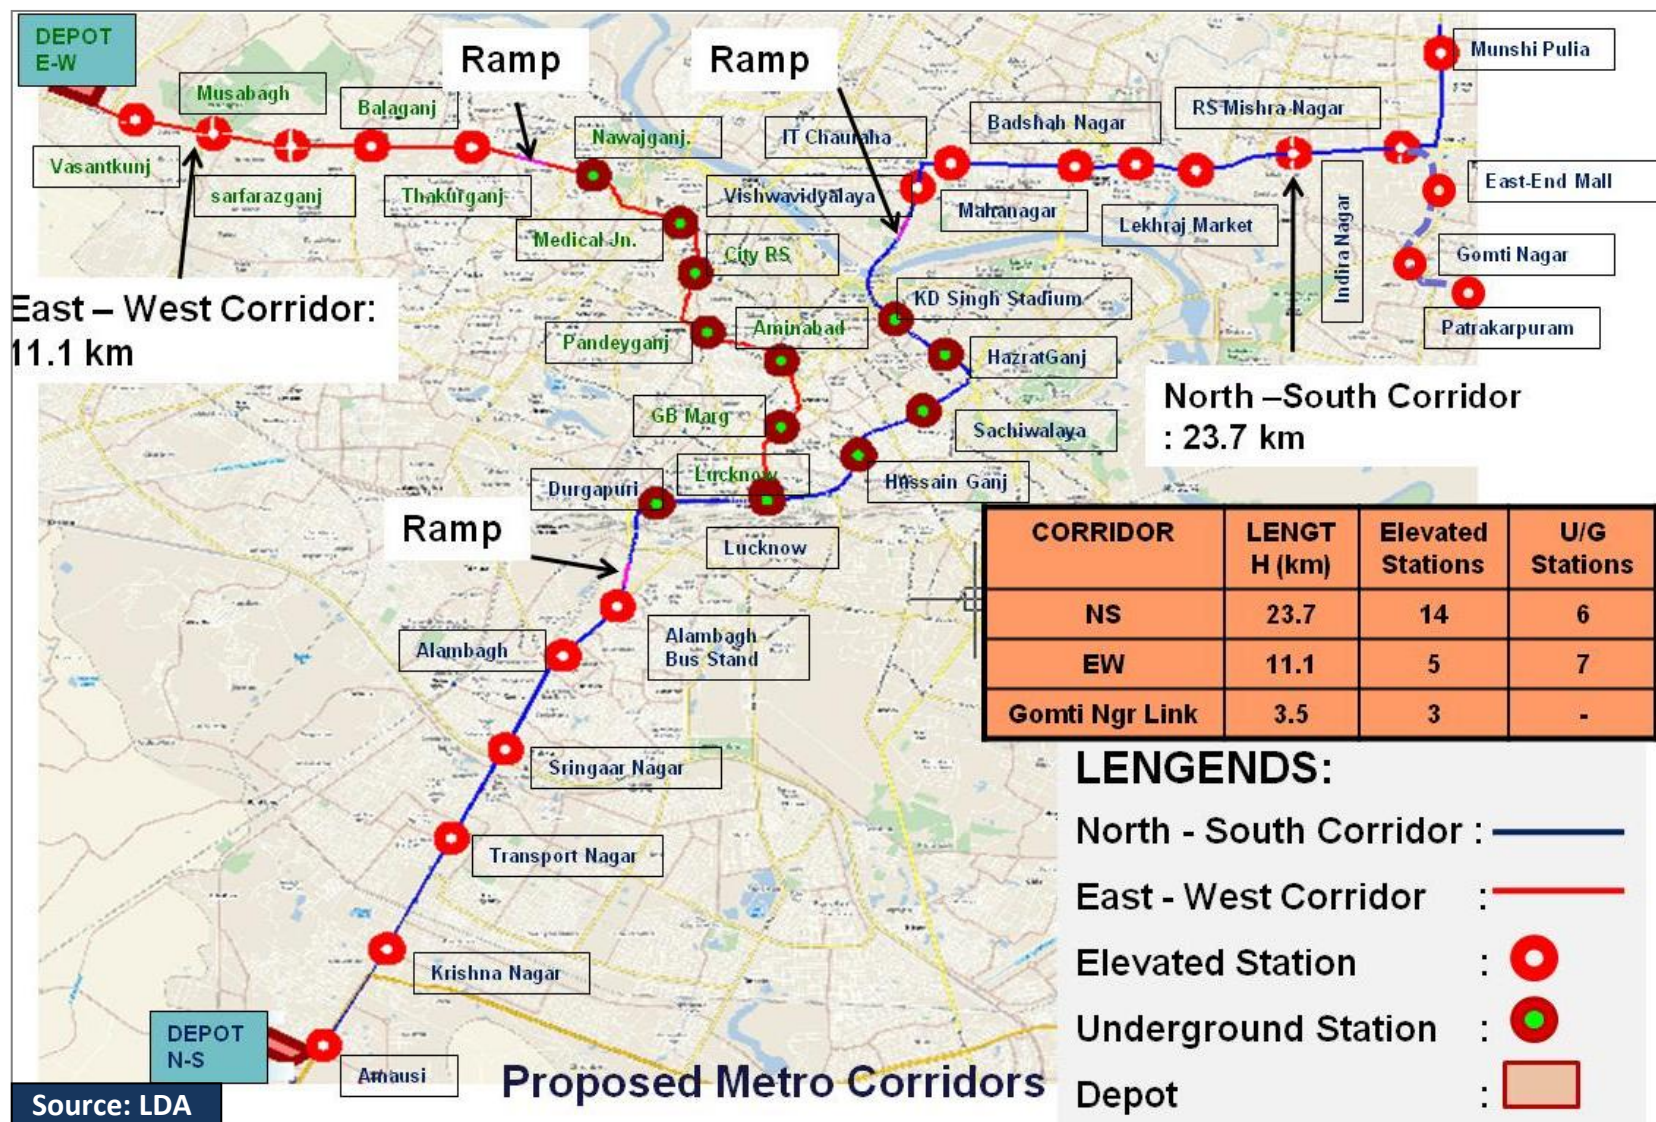 DEPOT
E-W
Ramp
Ramp
Munshi Pulia
Musabagh
Balaganj
Nawajganj.
IT Chauraha
Badshah Nagar
RS Mishra Nagar
Vasantkunj
sarfarazganj
Thakurganj
Vishwavidyalaya
Mahanagar
Lekhraj Market
Indira Nagar
East-End Mall
Medical Jn.
City RS
Gomti Nagar
East – West Corridor:
11.1 km
KD Singh Stadium
Patrakarpuram
Pandeyganj
Aminabad
HazratGanj
North –South Corridor
: 23.7 km
GB Marg
Sachiwalaya
Durgapuri
Lucknow
Hussain Ganj
Ramp
Lucknow
CORRIDOR LENGT
H (km) Elevated
Stations U/G
Stations
NS 23.7 14 6
EW 11.1 5 7
Gomti Ngr Link 3.5 3 -
Alambagh
Alambagh
Bus Stand
Sringaar Nagar
Transport Nagar
Krishna Nagar
DEPOT
N-S
Amausi
LENGENDS:
North - South Corridor :
East - West Corridor :
Elevated Station :
Underground Station :
Depot :
Proposed Metro Corridors
Source: LDA